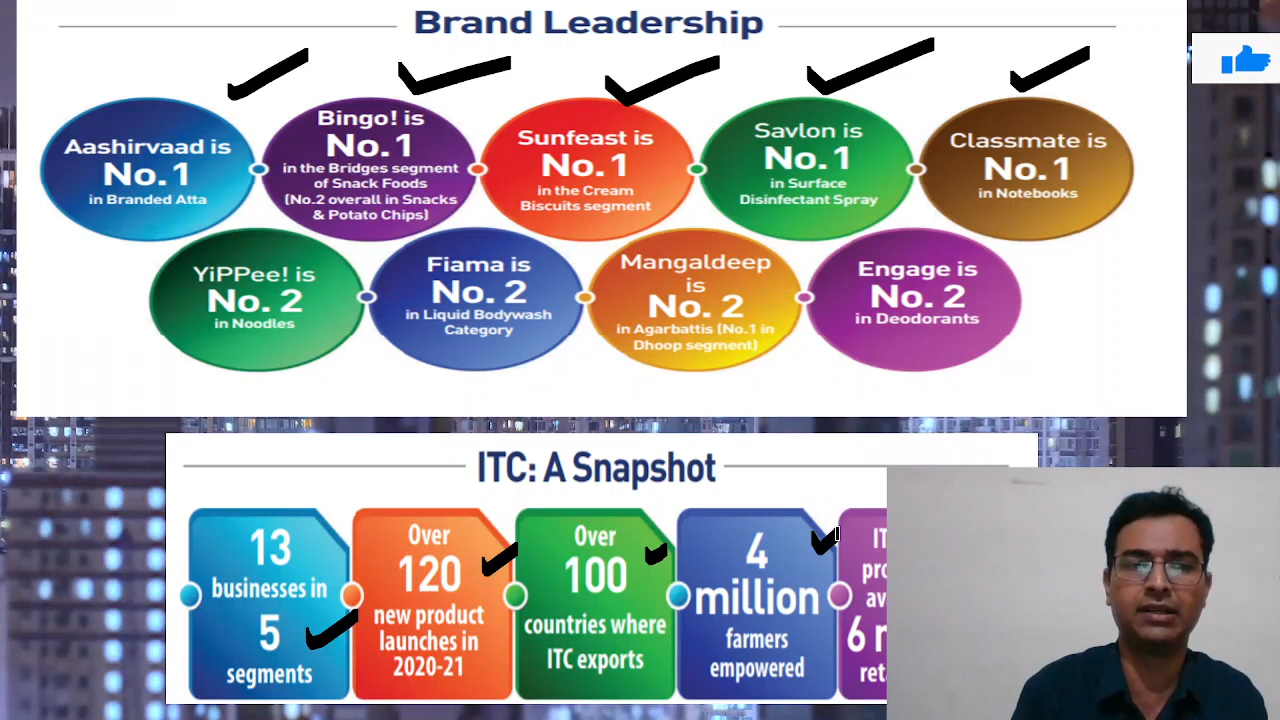 Brand Leadership
Aashirvaad is
No.1
in Branded Atta
Bingo! is
No.1
in the Bridges segment
of Snack Foods
(No.2 overall in Snacks
& Potato Chips)
Sunfeast is
No.1
in the Cream
Biscuits segment
Savlon is
No.1
in Surface
Disinfectant Spray
Classmate is
No.1
in Notebooks
YiPPee! is
No. 2
in Noodles
Fiama is
No. 2
in Liquid Bodywash
Category
Mangaldeep
is
No. 2
in Agarbattis (No.1 in
Dhoop segment)
Engage is
No. 2
in Deodorants
ITC: A Snapshot
13
businesses in
5
segments
Over
120
new product
launches in
2020-21
Over
100
countries where
ITC exports
4
million
farmers
empowered
6